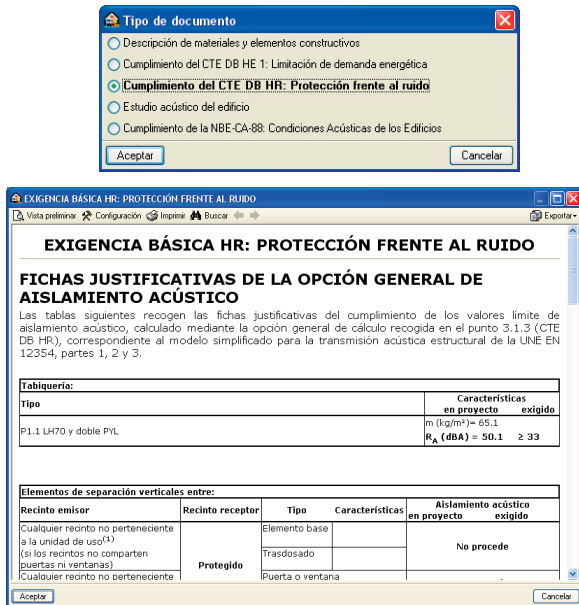 Tipo de documento
Descripción de materiales y elementos constructivos
Cumplimiento del CTE DB HE 1: Limitación de demanda energética
Cumplimiento del CTE DB HR: Protección frente al ruido
Estudio acústico del edificio
Cumplimiento de la NBE-CA-88: Condiciones Acústicas de los Edificios
Aceptar Cancelar
EXIGENCIA BÁSICA HR: PROTECCIÓN FRENTE AL RUIDO
Vista preliminar Configuración Imprimir Buscar Exportar
EXIGENCIA BÁSICA HR: PROTECCIÓN FRENTE AL RUIDO
FICHAS JUSTIFICATIVAS DE LA OPCIÓN GENERAL DE
AISLAMIENTO ACÚSTICO
Las tablas siguientes recogen las fichas justificativas del cumplimiento de los valores límite de
aislamiento acústico, calculado mediante la opción general de cálculo recogida en el punto 3.1.3 (CTE
DB HR), correspondiente al modelo simplificado para la transmisión acústica estructural de la UNE EN
12354, partes 1, 2 y 3.
Tabiquería:
Tipo Características
en proyecto exigido
P1.1 LH70 y doble PYL m (kg/m²)= 65.1
RA (dBA) = 50.1 ≥ 33
Elementos de separación verticales entre:
Recinto emisor Recinto receptor Tipo Características Aislamiento acústico
en proyecto exigido
Cualquier recinto no perteneciente Elemento base
a la unidad de uso(1)
(si los recintos no comparten Trasdosado
puertas ni ventanas) Protegido No procede
Cualquier recinto no perteneciente Puerta o ventana
Aceptar Cancelar